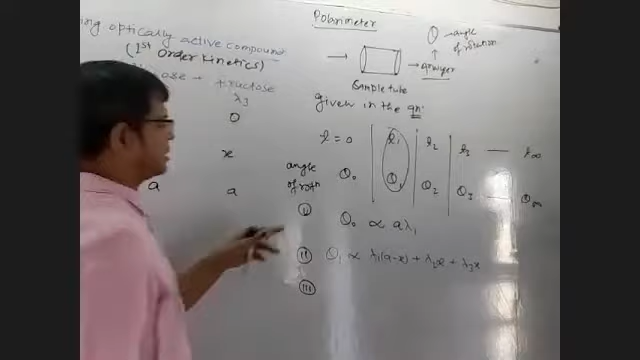 Polarimeter
optically active compound
(1st Order kinetics)
ose + fructose
λ3
0
x
a
a
θ → angle of rotation
↑
analyser
Sample tube
given in the qn:
t = 0 | t1 | t2 | t3 — t∞
angle of rotn θ0 | θ1 | θ2 | θ3 — θ∞
(I) θ0 ∝ aλ1
(II) θ1 ∝ λ1(a-x) + λ2x + λ3x
(III)